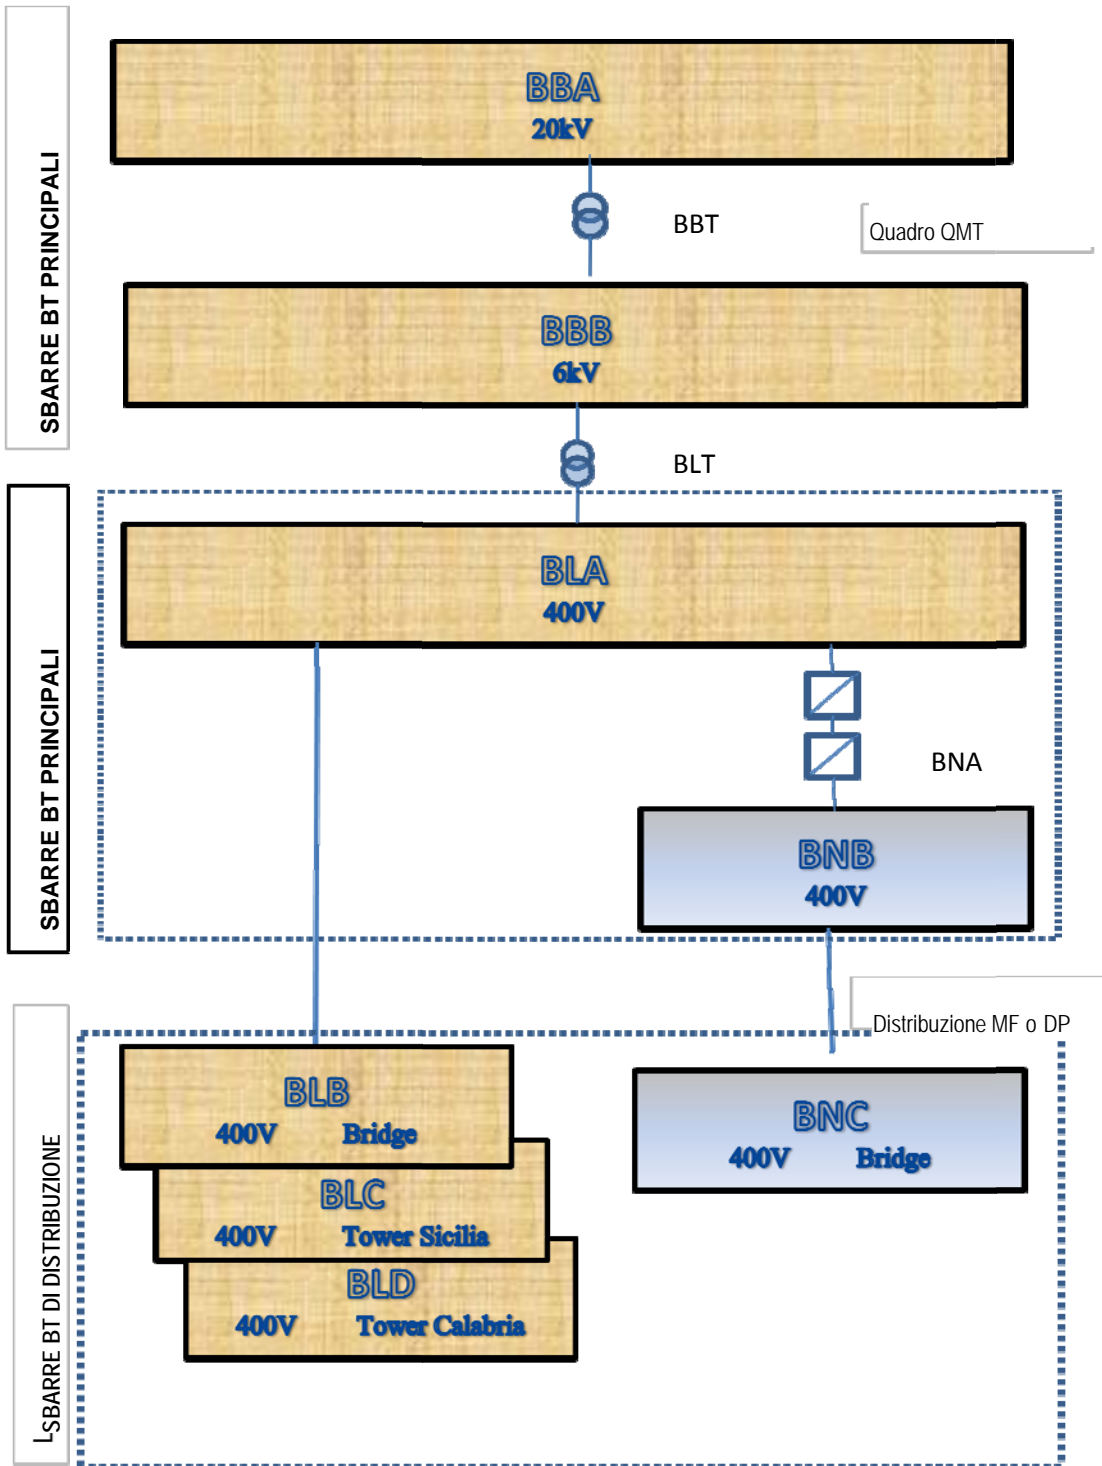 SBARRE BT PRINCIPALI
BBA
20kV
BBT
Quadro QMT
BBB
6kV
BLT
SBARRE BT PRINCIPALI
BLA
400V
BNA
BNB
400V
Distribuzione MF o DP
LSBARRE BT DI DISTRIBUZIONE
BLB
400V Bridge
BNC
400V Bridge
BLC
400V Tower Sicilia
BLD
400V Tower Calabria